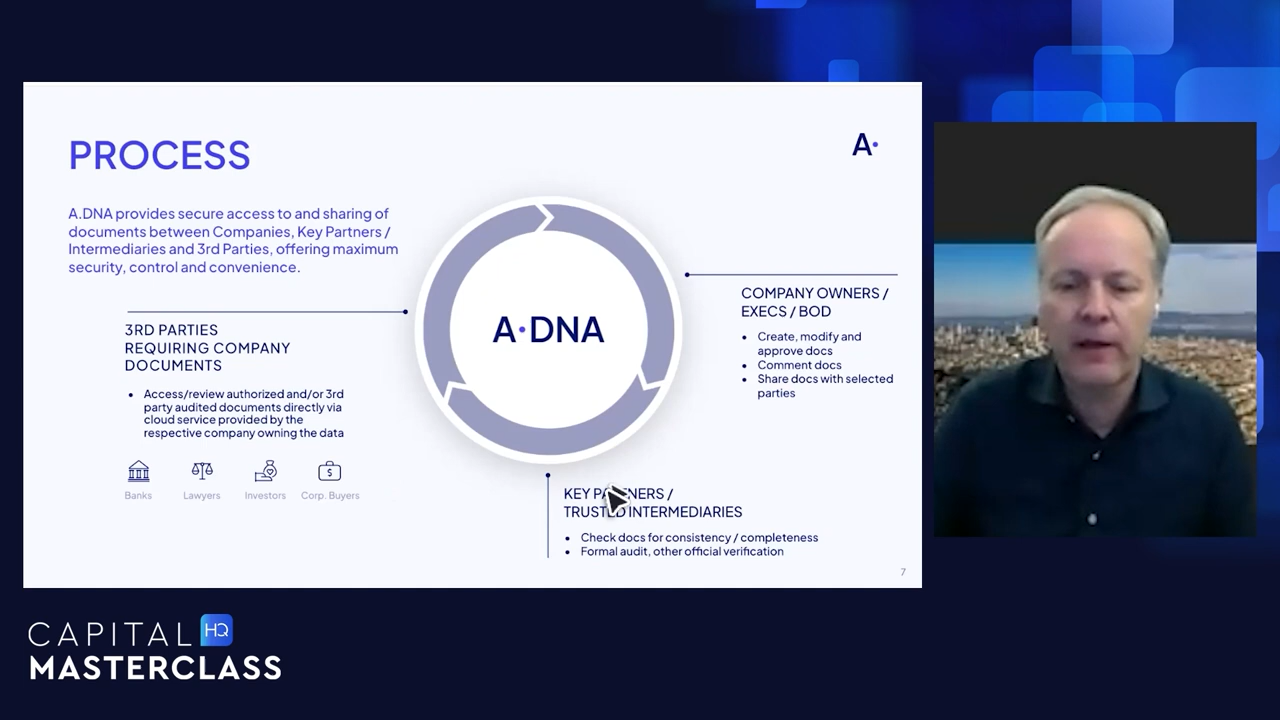 PROCESS
A•
A.DNA provides secure access to and sharing of
documents between Companies, Key Partners /
Intermediaries and 3rd Parties, offering maximum
security, control and convenience.
3RD PARTIES
REQUIRING COMPANY
DOCUMENTS
• Access/review authorized and/or 3rd
party audited documents directly via
cloud service provided by the
respective company owning the data
Banks
Lawyers
Investors
Corp. Buyers
A•DNA
COMPANY OWNERS /
EXECS / BOD
• Create, modify and
approve docs
• Comment docs
• Share docs with selected
parties
KEY PARTNERS /
TRUSTED INTERMEDIARIES
• Check docs for consistency / completeness
• Formal audit, other official verification
7
CAPITAL HQ
MASTERCLASS